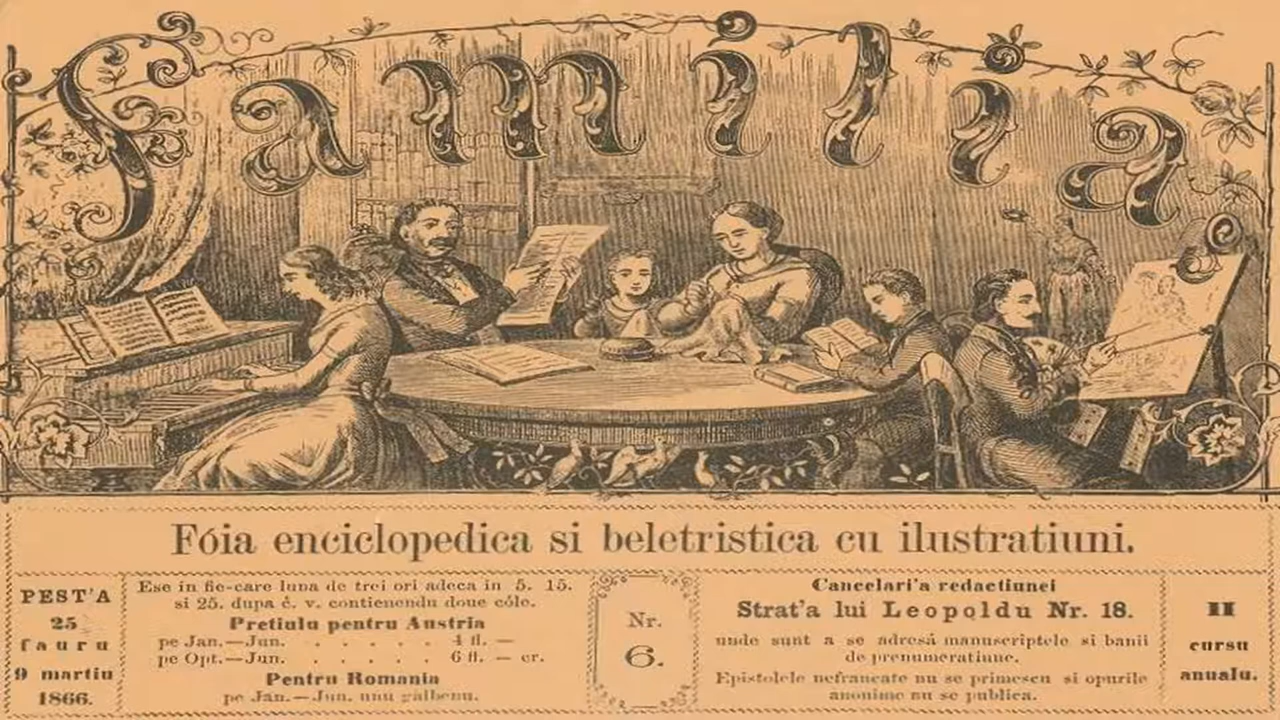 Familia
Fóia enciclopedica si beletristica cu ilustratiuni.
PEST'A
25
fauru
9 martiu
1866.
Ese in fie-care luna de trei ori adeca in 5. 15.
si 25. dupa c. v. contienendu doue cóle.
Pretiulu pentru Austria
pe Jan.—Jun. . . . . . 4 fl. —
pe Opt.—Jun. . . . . . 6 fl. — cr.
Pentru Romania
pe Jan.—Jun. unu galbenu.
Nr.
6.
Cancelari'a redactiunei
Strat'a lui Leopoldu Nr. 18.
unde sunt a se adresá manuscriptele si banii
de prenumeratiune.
Epistolele nefrancate nu se primescu si opurile
anonime nu se publica.
II
cursu
anualu.